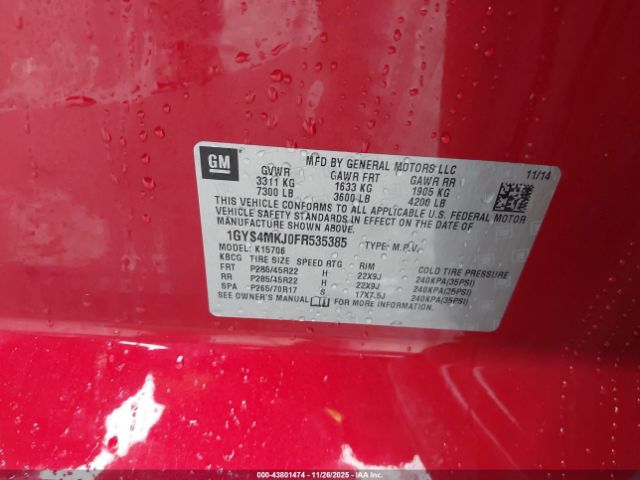 GM
MFD BY GENERAL MOTORS LLC
11/14
GVWR GAWR FRT GAWR RR
3311 KG 1633 KG 1905 KG
7300 LB 3600 LB 4200 LB
THIS VEHICLE CONFORMS TO ALL APPLICABLE U.S. FEDERAL MOTOR
VEHICLE SAFETY STANDARDS IN EFFECT ON THE DATE OF
MANUFACTURE SHOWN ABOVE.
1GYS4MKJ0FR535385 TYPE: M.P.V.
MODEL: K15706
KBCG TIRE SIZE SPEED RTG RIM COLD TIRE PRESSURE
FRT P285/45R22 H 22X9J 240KPA(35PSI)
RR P285/45R22 H 22X9J 240KPA(35PSI)
SPA P265/70R17 S 17X7.5J 240KPA(35PSI)
SEE OWNER'S MANUAL FOR MORE INFORMATION.
000-43801474 - 11/26/2025 - IAAI.COM